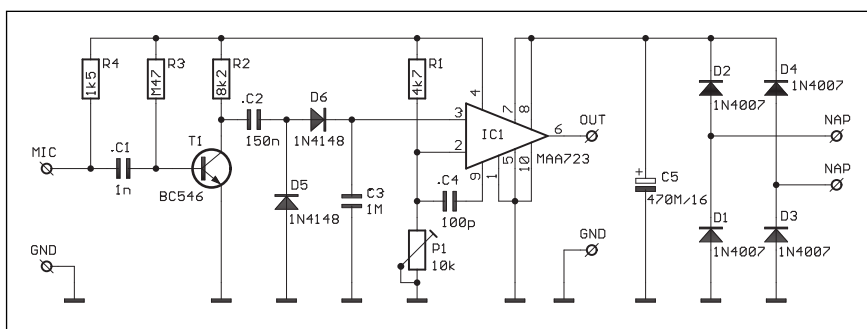 R4
1k5
R3
M47
R2
8k2
R1
4k7
D2
1N4007
D4
1N4007
.C2
150n
D6
1N4148
3
2
4
7
8
6
IC1
MAA723
9
1
5
10
OUT
NAP
NAP
MIC
.C1
1n
T1
BC546
D5
1N4148
C3
1M
.C4
100p
+
C5
470M/16
P1
10k
GND
GND
D1
1N4007
D3
1N4007